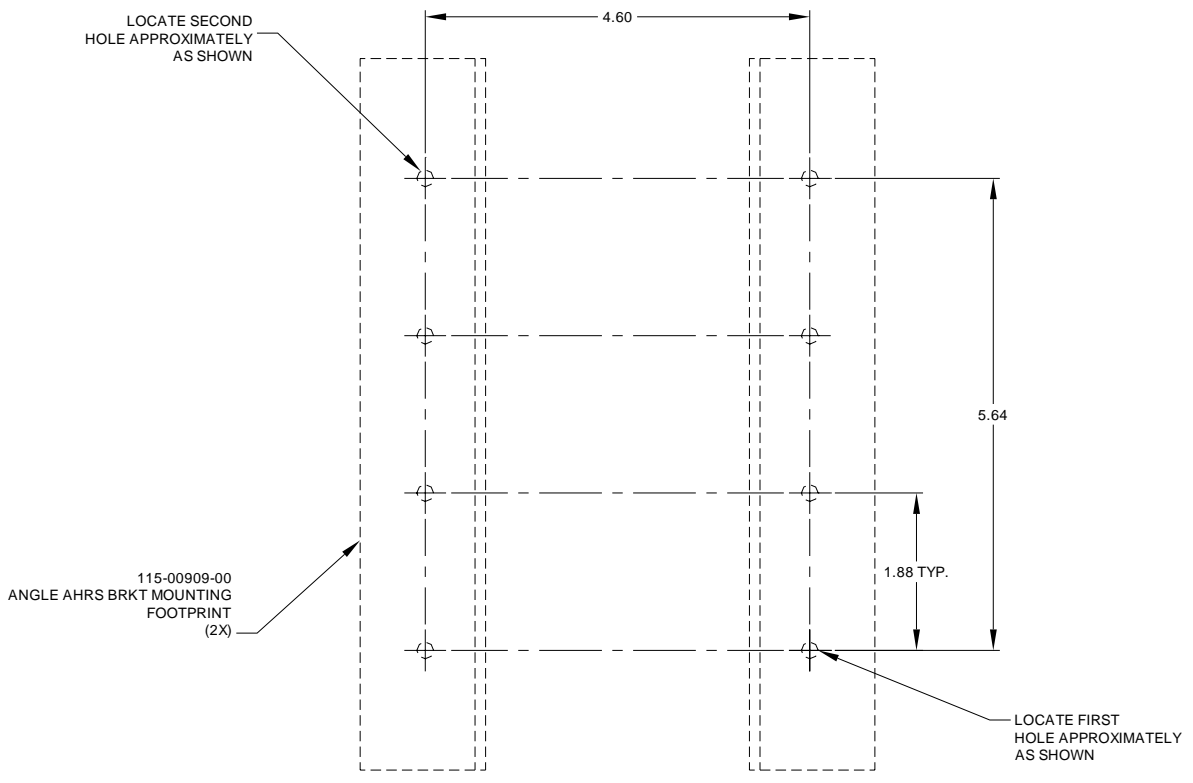 LOCATE SECOND
HOLE APPROXIMATELY
AS SHOWN
4.60
5.64
1.88 TYP.
115-00909-00
ANGLE AHRS BRKT MOUNTING
FOOTPRINT
(2X)
LOCATE FIRST
HOLE APPROXIMATELY
AS SHOWN